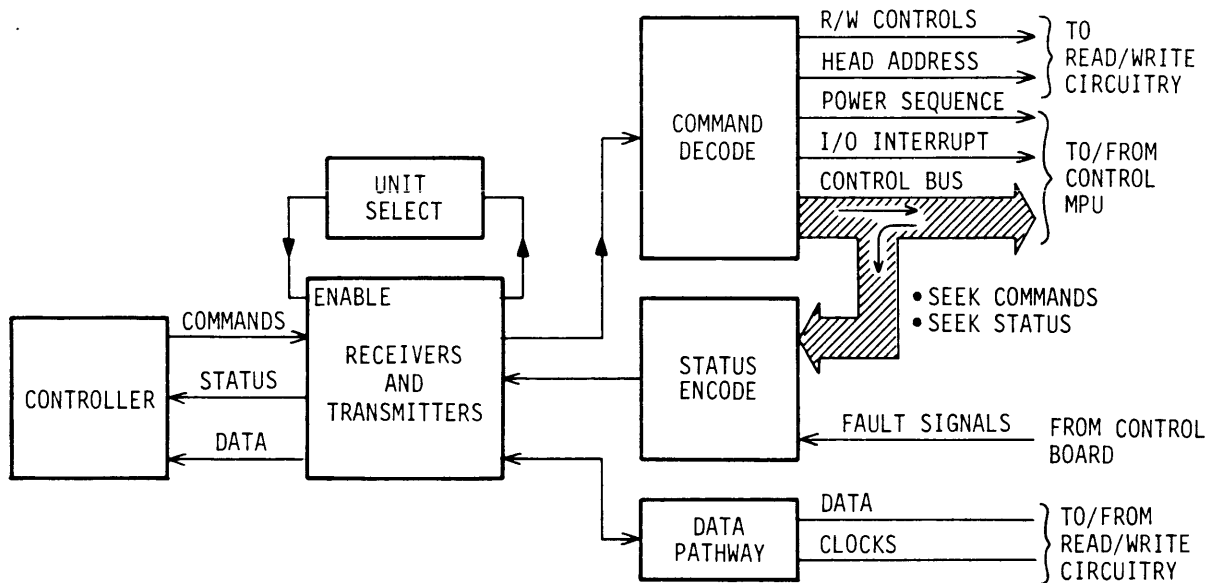 R/W CONTROLS
HEAD ADDRESS
TO
READ/WRITE
CIRCUITRY
POWER SEQUENCE
I/O INTERRUPT
CONTROL BUS
TO/FROM
CONTROL
MPU
COMMAND
DECODE
UNIT
SELECT
• SEEK COMMANDS
• SEEK STATUS
ENABLE
COMMANDS
STATUS
DATA
CONTROLLER
RECEIVERS
AND
TRANSMITTERS
STATUS
ENCODE
FAULT SIGNALS
FROM CONTROL
BOARD
DATA
PATHWAY
DATA
CLOCKS
TO/FROM
READ/WRITE
CIRCUITRY